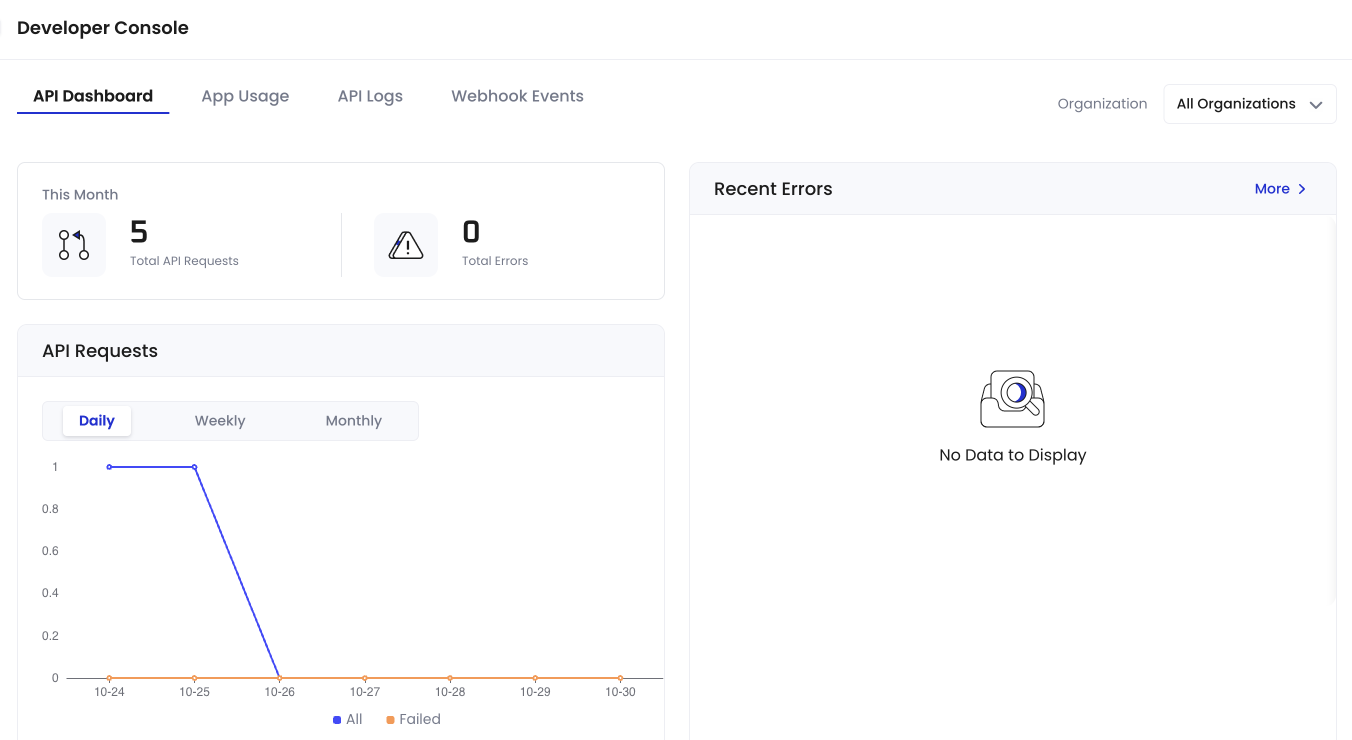 Developer Console
API Dashboard
App Usage
API Logs
Webhook Events
Organization
All Organizations
This Month
5
Total API Requests
0
Total Errors
API Requests
Daily
Weekly
Monthly
1
0.8
0.6
0.4
0.2
0
10-24
10-25
10-26
10-27
10-28
10-29
10-30
All
Failed
Recent Errors
More
No Data to Display